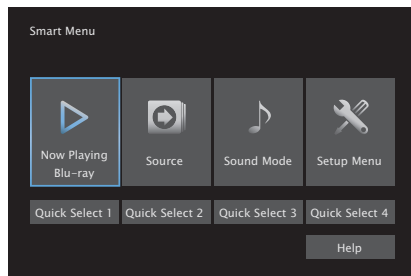 Smart Menu
Now Playing
Blu-ray
Source
Sound Mode
Setup Menu
Quick Select 1
Quick Select 2
Quick Select 3
Quick Select 4
Help